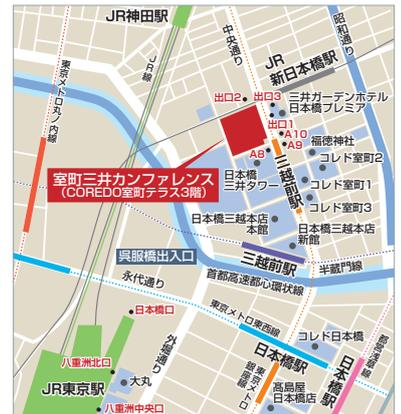 JR神田駅
中央通り
昭和通り
JR線
JR
新日本橋駅
東京メトロ丸ノ内線
出口2
出口3
三井ガーデンホテル
日本橋プレミア
出口1
A10
A9
A8
福徳神社
コレド室町2
室町三井カンファレンス
(COREDO室町テラス3階)
三越前駅
日本橋
三井タワー
コレド室町1
コレド室町3
日本橋三越本店
本館
日本橋三越本店
新館
呉服橋出入口
三越前駅
半蔵門線
首都高速都心環状線
永代通り
東京メトロ東西線
日本橋口
外堀通り
コレド日本橋
日本橋駅
都営浅草線
八重洲北口
大丸
東京メトロ
銀座線
日本橋駅
JR東京駅
髙島屋
日本橋店
八重洲中央口